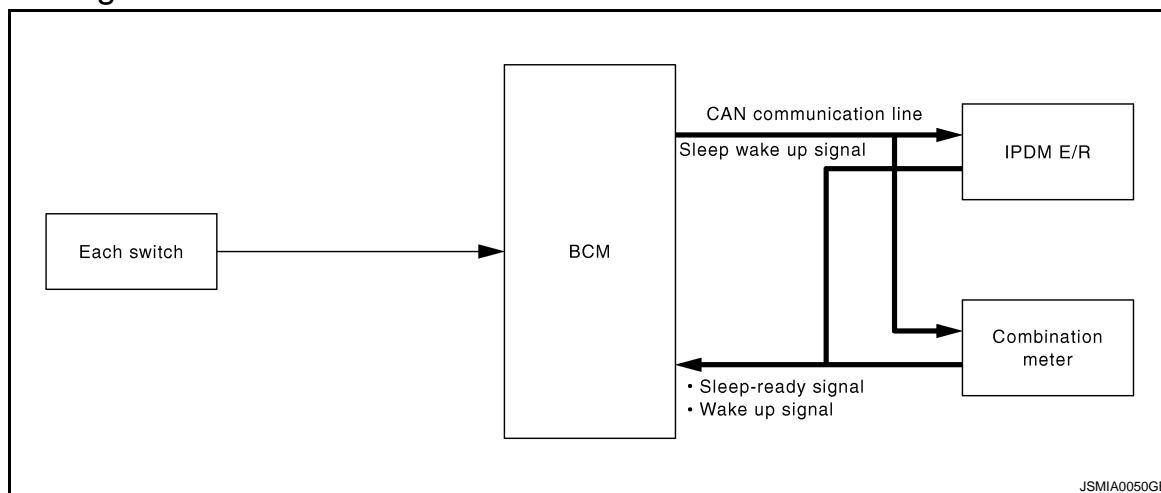 CAN communication line
Sleep wake up signal
IPDM E/R
Each switch
BCM
Combination
meter
• Sleep-ready signal
• Wake up signal